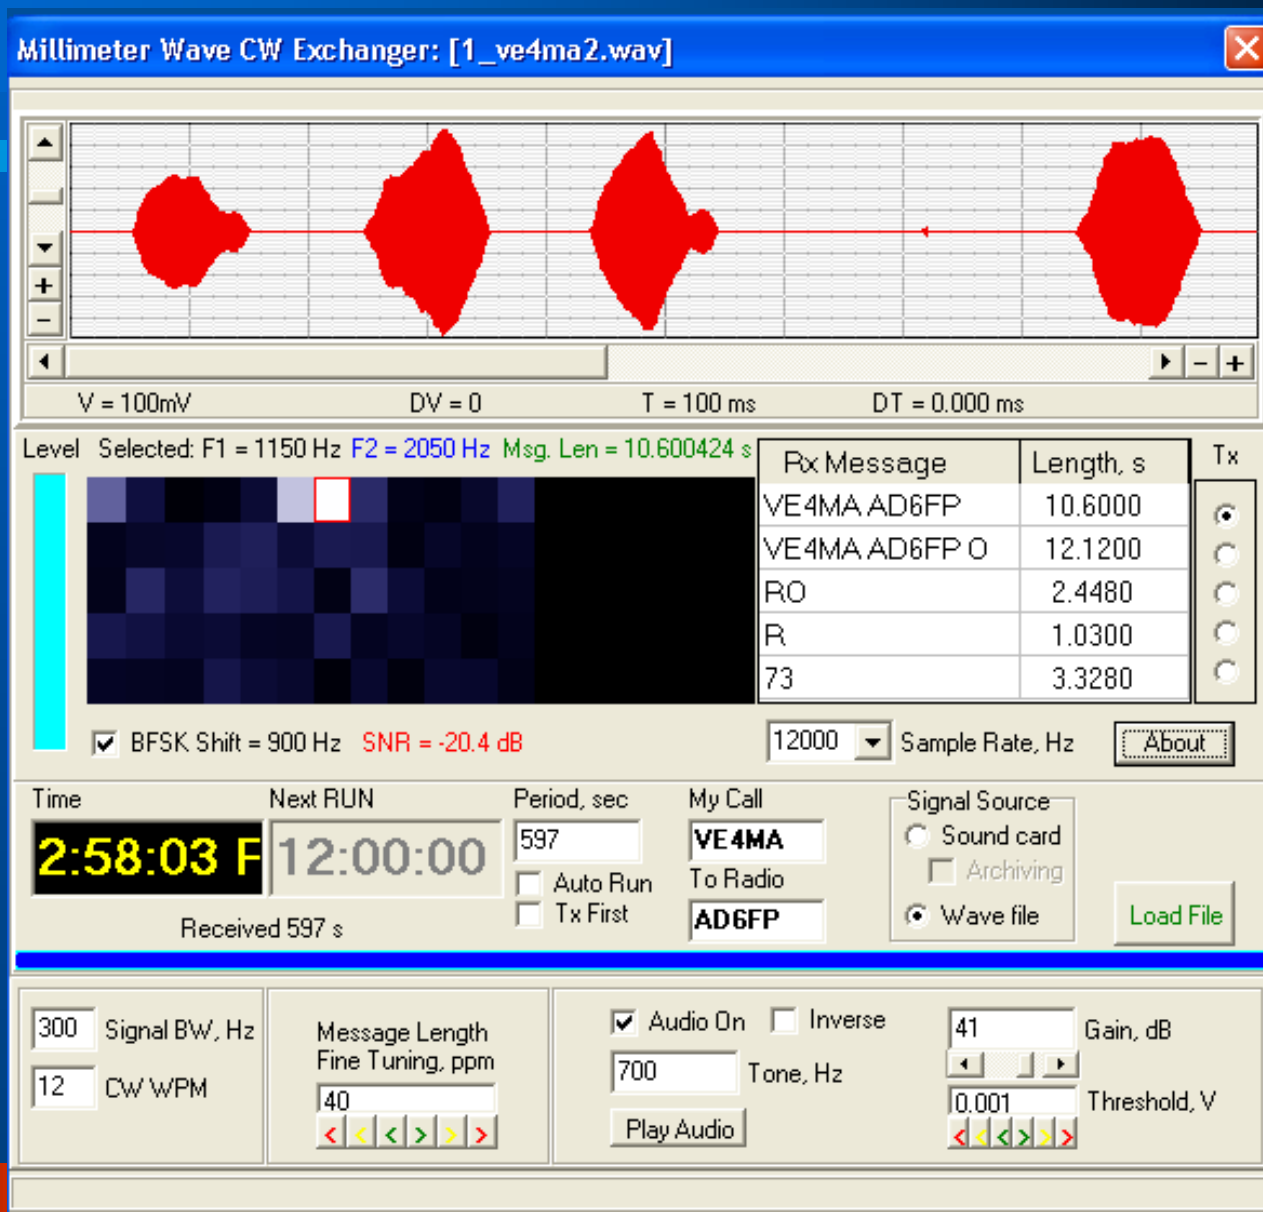 Millimeter Wave CW Exchanger: [1_ve4ma2.wav]
V = 100mV DV = 0 T = 100 ms DT = 0.000 ms
Level Selected: F1 = 1150 Hz F2 = 2050 Hz Msg. Len = 10.600424 s
Rx Message Length, s Tx
VE4MA AD6FP 10.6000
VE4MA AD6FP O 12.1200
RO 2.4480
R 1.0300
73 3.3280
BFSK Shift = 900 Hz SNR = -20.4 dB 12000 Sample Rate, Hz About
Time Next RUN Period, sec My Call Signal Source
2:58:03 12:00:00 597 VE4MA Sound card
Auto Run To Radio Archiving
Tx First AD6FP Wave file Load File
Received 597 s
300 Signal BW, Hz Message Length Audio On Inverse 41 Gain, dB
12 CW WPM Fine Tuning, ppm 700 Tone, Hz
40 0.001 Threshold, V
Play Audio